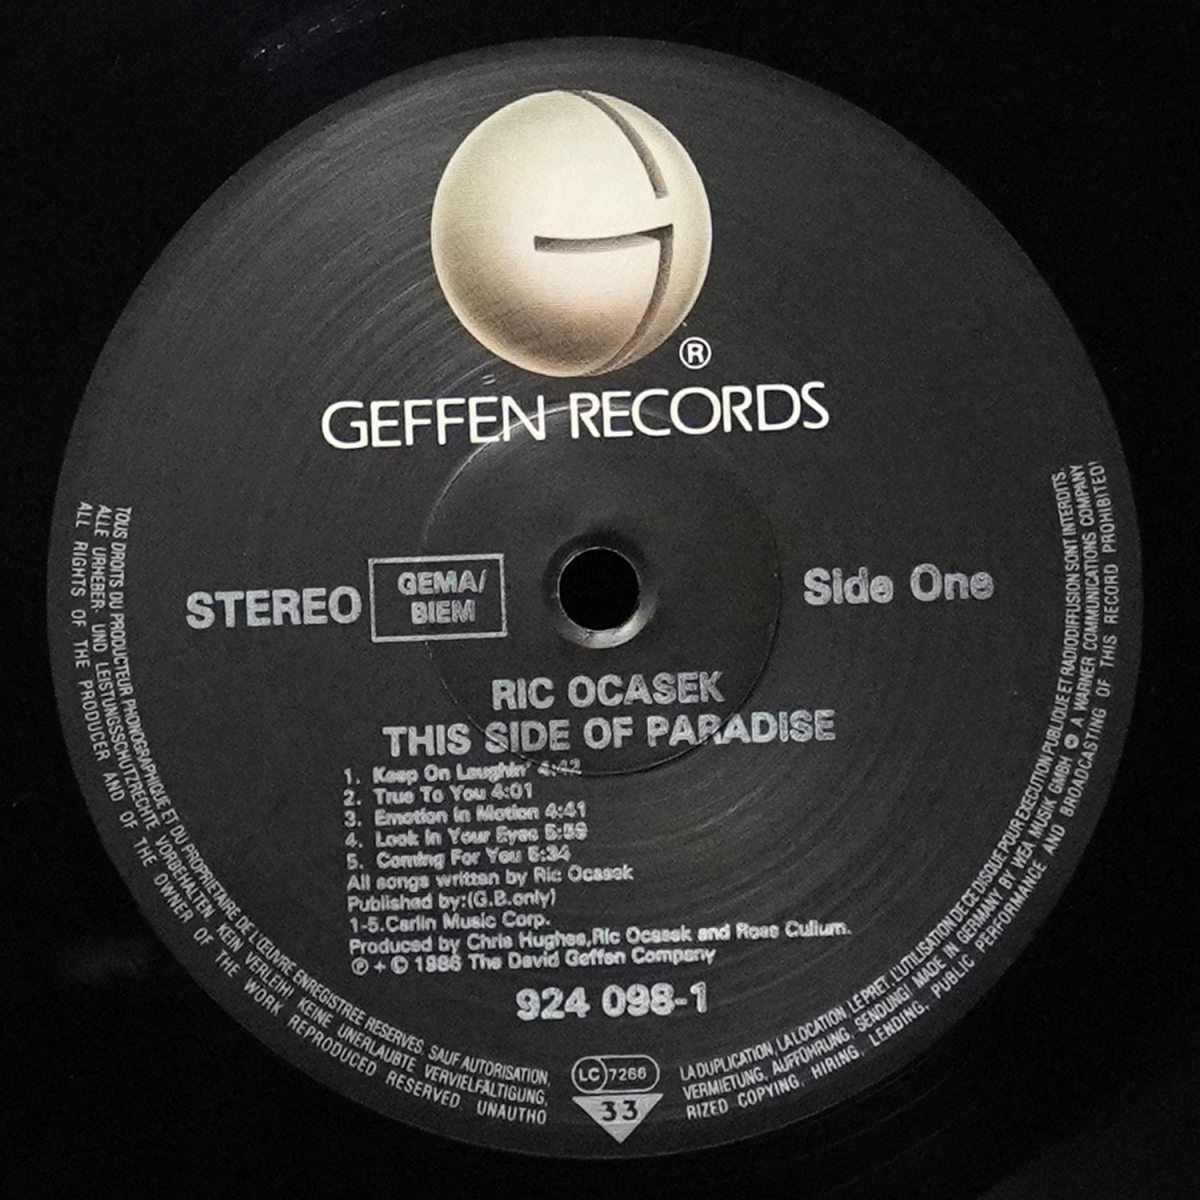 ®
GEFFEN RECORDS
STEREO
GEMA/
BIEM
Side One
RIC OCASEK
THIS SIDE OF PARADISE
1. Keep On Laughin' 4:42
2. True To You 4:01
3. Emotion in Motion 4:41
4. Look In Your Eyes 5:59
5. Coming For You 5:34
All songs written by Ric Ocasek
Published by:(G.B.only)
1-5.Carlin Music Corp.
Produced by Chris Hughes,Ric Ocasek and Ross Cullum.
℗ + © 1986 The David Geffen Company
924 098-1
LC 7266
33
TOUS DROITS DU PRODUCTEUR PHONOGRAPHIQUE ET DU PROPRIETAIRE DE L'ŒUVRE ENREGISTREE RESERVES. SAUF AUTORISATION, LA DUPLICATION, LA LOCATION, LE PRET, L'UTILISATION DE CE DISQUE POUR EXECUTION PUBLIQUE ET RADIODIFFUSION SONT INTERDITS.
ALLE URHEBER- UND LEISTUNGSSCHUTZRECHTE VORBEHALTEN. KEIN VERLEIH! KEINE UNERLAUBTE VERVIELFÄLTIGUNG, VERMIETUNG, AUFFÜHRUNG, SENDUNG! MADE IN GERMANY BY WEA MUSIK GMBH A WARNER COMMUNICATIONS COMPANY
ALL RIGHTS OF THE PRODUCER AND OF THE OWNER OF THE WORK REPRODUCED RESERVED. UNAUTHORIZED COPYING, HIRING, LENDING, PUBLIC PERFORMANCE AND BROADCASTING OF THIS RECORD PROHIBITED!